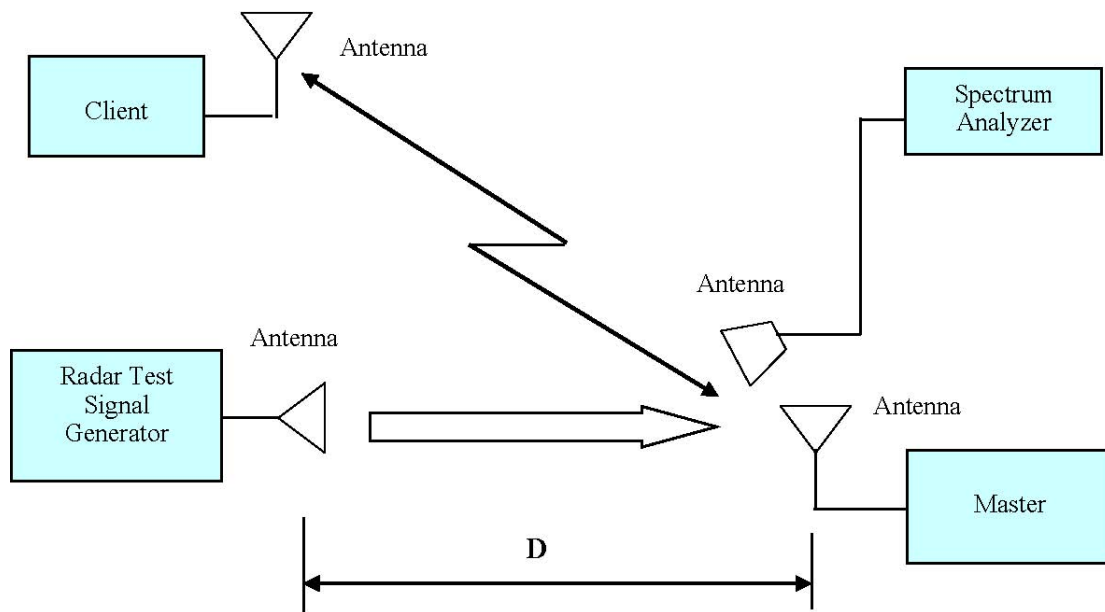 Antenna
Client
Spectrum
Analyzer
Antenna
Antenna
Radar Test
Signal
Generator
Antenna
Master
D